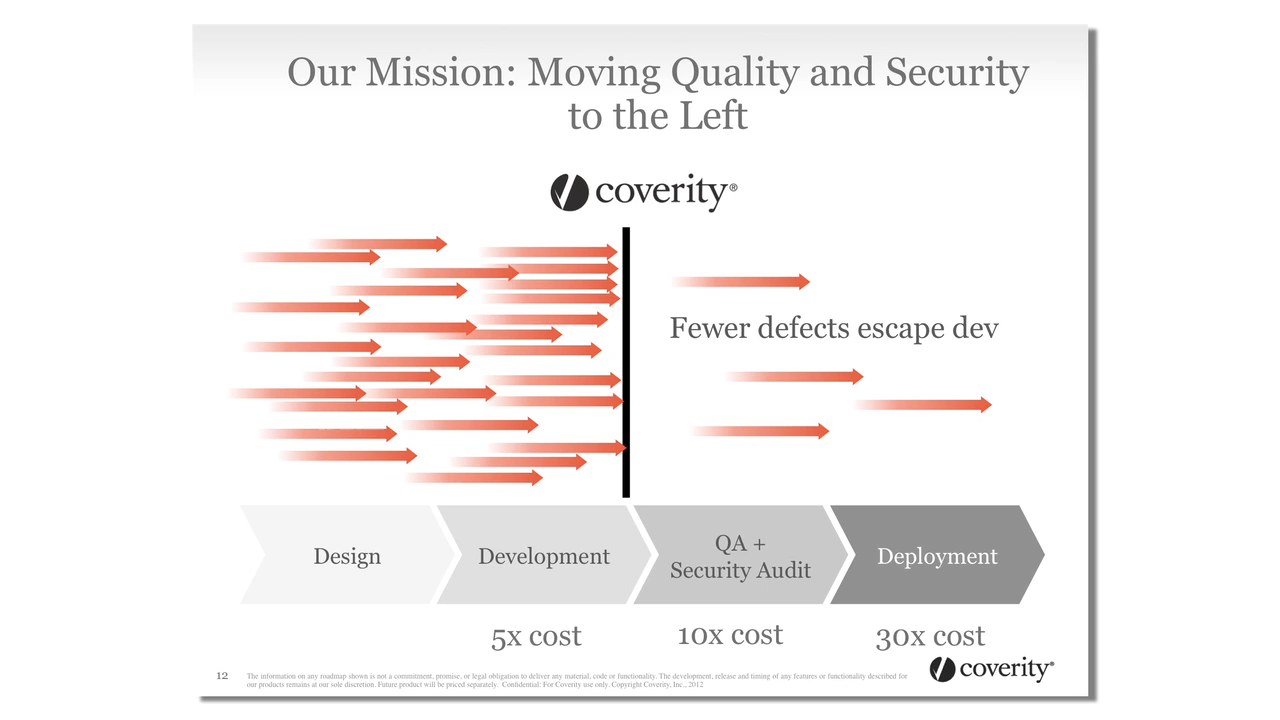 Our Mission: Moving Quality and Security
to the Left
coverity®
Fewer defects escape dev
Design
Development
QA +
Security Audit
Deployment
5x cost
10x cost
30x cost
12
The information on any roadmap shown is not a commitment, promise, or legal obligation to deliver any material, code or functionality. The development, release and timing of any features or functionality described for
our products remains at our sole discretion. Future product will be priced separately. Confidential: For Coverity use only. Copyright Coverity, Inc., 2012
coverity®